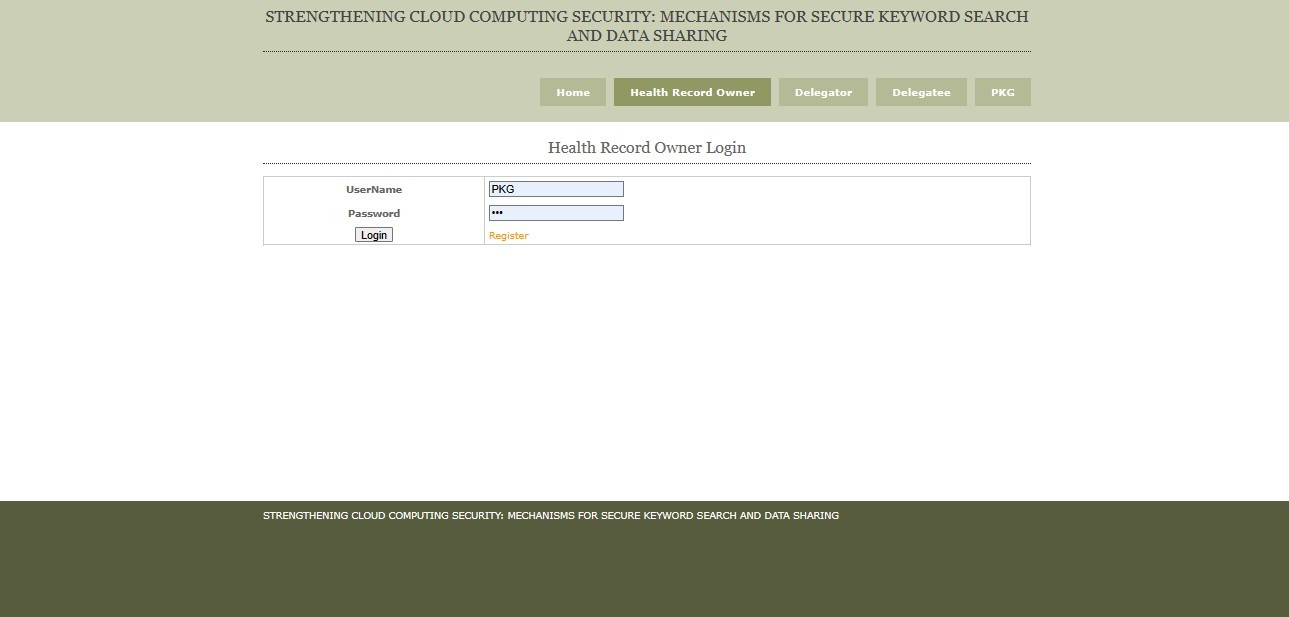 STRENGTHENING CLOUD COMPUTING SECURITY: MECHANISMS FOR SECURE KEYWORD SEARCH
AND DATA SHARING
Home Health Record Owner Delegator Delegatee PKG
Health Record Owner Login
UserName PKG
Password •••
Login Register
STRENGTHENING CLOUD COMPUTING SECURITY: MECHANISMS FOR SECURE KEYWORD SEARCH AND DATA SHARING